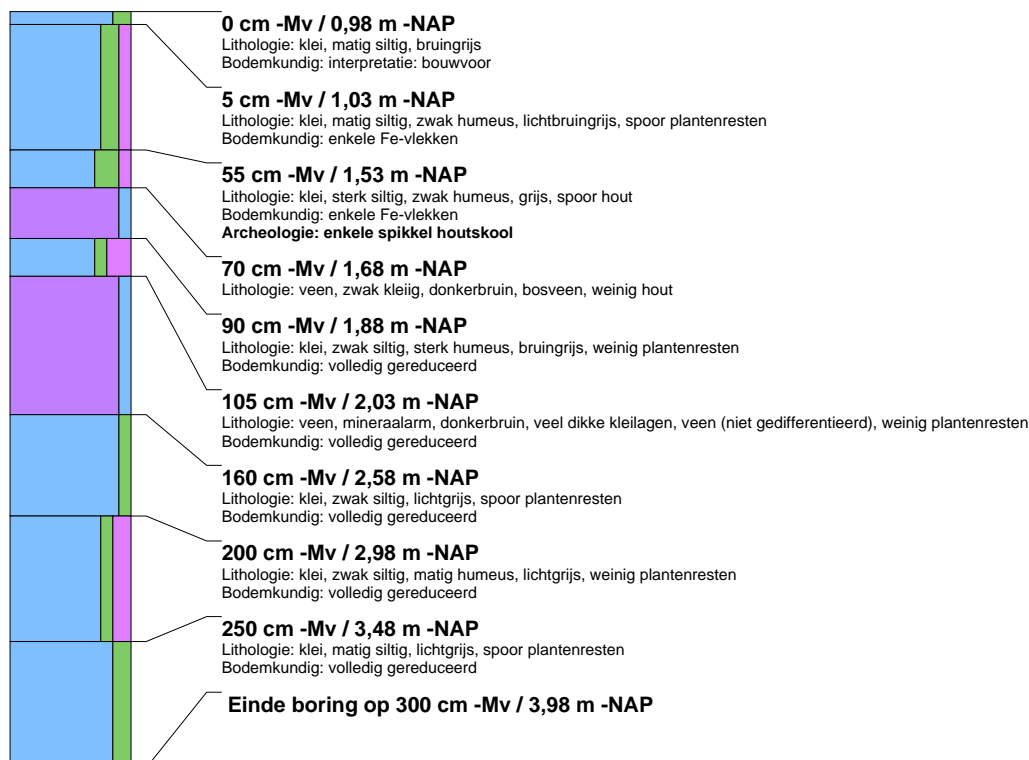 0 cm -Mv / 0,98 m -NAP
Lithologie: klei, matig siltig, bruingrijs
Bodemkundig: interpretatie: bouwvoor
5 cm -Mv / 1,03 m -NAP
Lithologie: klei, matig siltig, zwak humeus, lichtbruingrijs, spoor plantenresten
Bodemkundig: enkele Fe-vlekken
55 cm -Mv / 1,53 m -NAP
Lithologie: klei, sterk siltig, zwak humeus, grijs, spoor hout
Bodemkundig: enkele Fe-vlekken
Archeologie: enkele spikkel houtskool
70 cm -Mv / 1,68 m -NAP
Lithologie: veen, zwak kleiig, donkerbruin, bosveen, weinig hout
90 cm -Mv / 1,88 m -NAP
Lithologie: klei, zwak siltig, sterk humeus, bruingrijs, weinig plantenresten
Bodemkundig: volledig gereduceerd
105 cm -Mv / 2,03 m -NAP
Lithologie: veen, mineraalarm, donkerbruin, veel dikke kleilagen, veen (niet gedifferentieerd), weinig plantenresten
Bodemkundig: volledig gereduceerd
160 cm -Mv / 2,58 m -NAP
Lithologie: klei, zwak siltig, lichtgrijs, spoor plantenresten
Bodemkundig: volledig gereduceerd
200 cm -Mv / 2,98 m -NAP
Lithologie: klei, zwak siltig, matig humeus, lichtgrijs, weinig plantenresten
Bodemkundig: volledig gereduceerd
250 cm -Mv / 3,48 m -NAP
Lithologie: klei, matig siltig, lichtgrijs, spoor plantenresten
Bodemkundig: volledig gereduceerd
Einde boring op 300 cm -Mv / 3,98 m -NAP